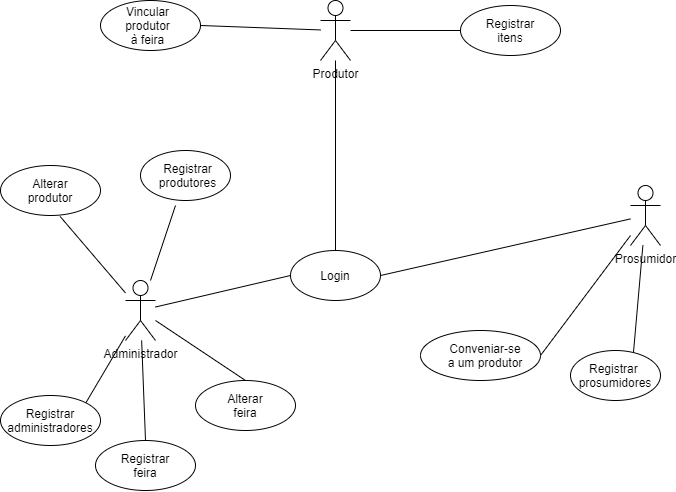 Vincular
produtor
à feira
Registrar
itens
Produtor
Registrar
produtores
Alterar
produtor
Prosumidor
Login
Administrador
Conveniar-se
a um produtor
Registrar
prosumidores
Alterar
feira
Registrar
administradores
Registrar
feira